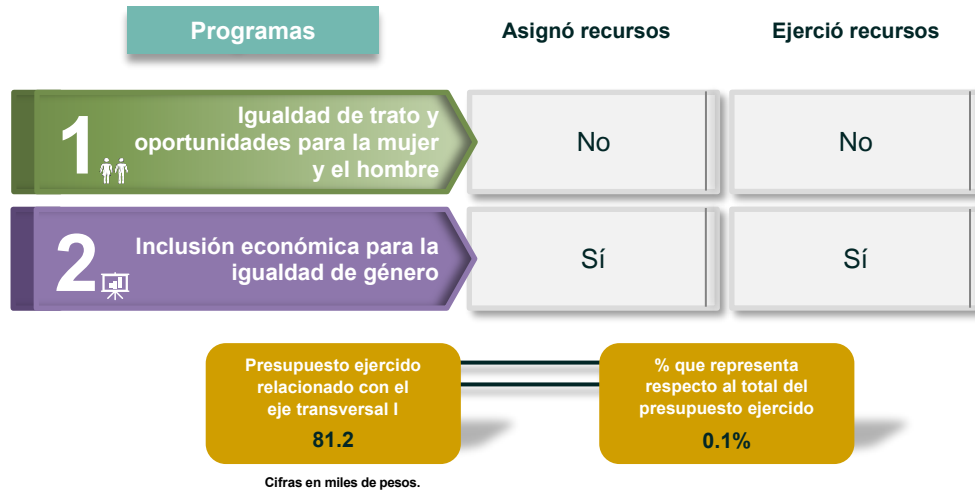 Programas
Asignó recursos
Ejerció recursos
1
Igualdad de trato y
oportunidades para la mujer
y el hombre
No
No
2
Inclusión económica para la
igualdad de género
Sí
Sí
Presupuesto ejercido
relacionado con el
eje transversal I
81.2
% que representa
respecto al total del
presupuesto ejercido
0.1%
Cifras en miles de pesos.